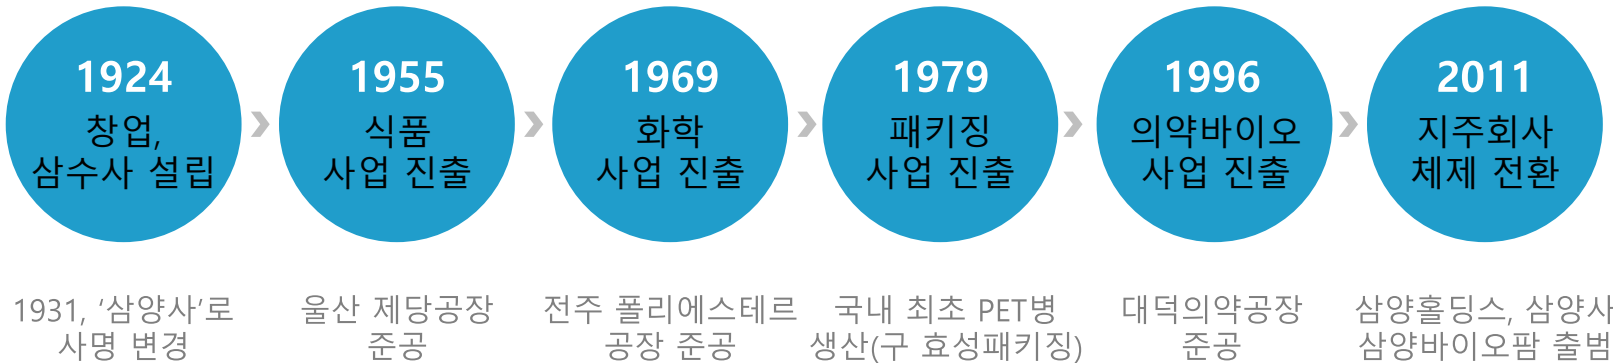 1924
창업,
삼수사 설립
1931, ‘삼양사’로
사명 변경
1955
식품
사업 진출
울산 제당공장
준공
1969
화학
사업 진출
전주 폴리에스테르
공장 준공
1979
패키징
사업 진출
국내 최초 PET병
생산(구 효성패키징)
1996
의약바이오
사업 진출
대덕의약공장
준공
2011
지주회사
체제 전환
삼양홀딩스, 삼양사
삼양바이오팜 출범